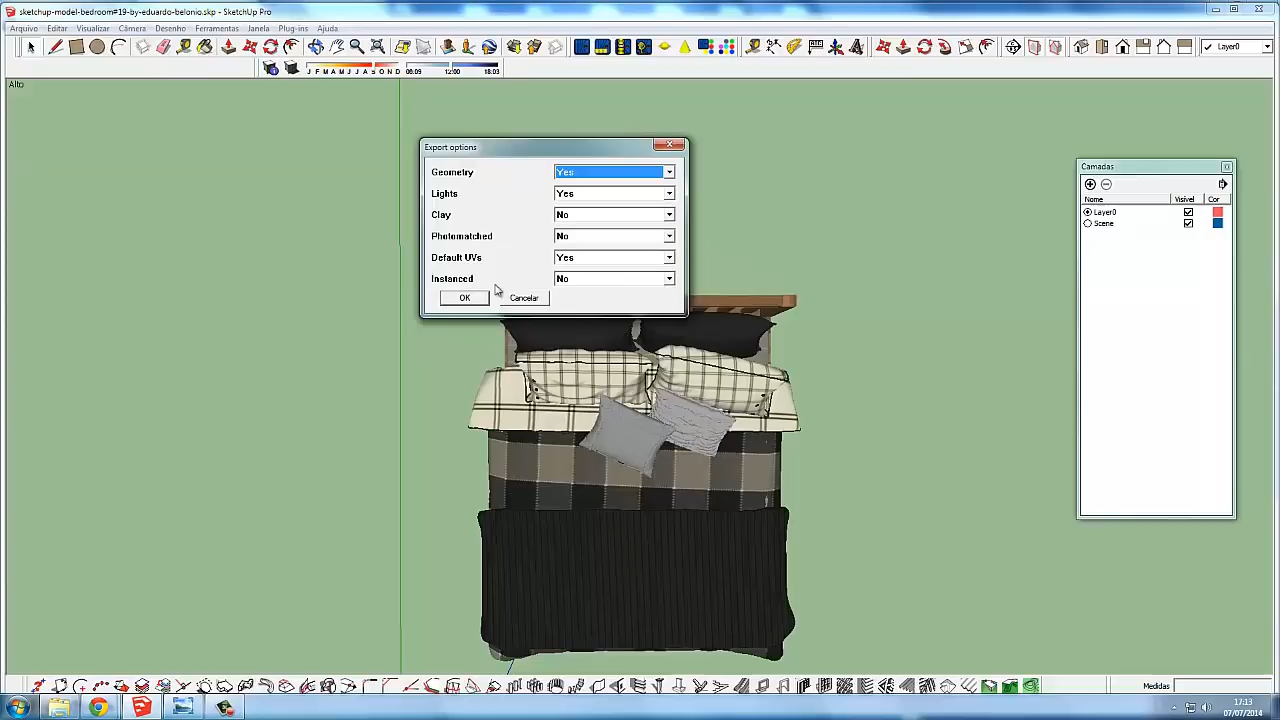 sketchup-model-bedroom#19-by-eduardo-belonio.skp - SketchUp Pro
Arquivo Editar Visualizar Câmera Desenho Ferramentas Janela Plug-ins Ajuda
Layer0
J F M A M J J A S O N D 06:09 12:00 18:03
Alto
Export options
Geometry Yes
Lights Yes
Clay No
Photomatched No
Default UVs Yes
Instanced No
OK Cancelar
Camadas
Nome Visível Cor
Layer0
Scene
Medidas
17:13
07/07/2014